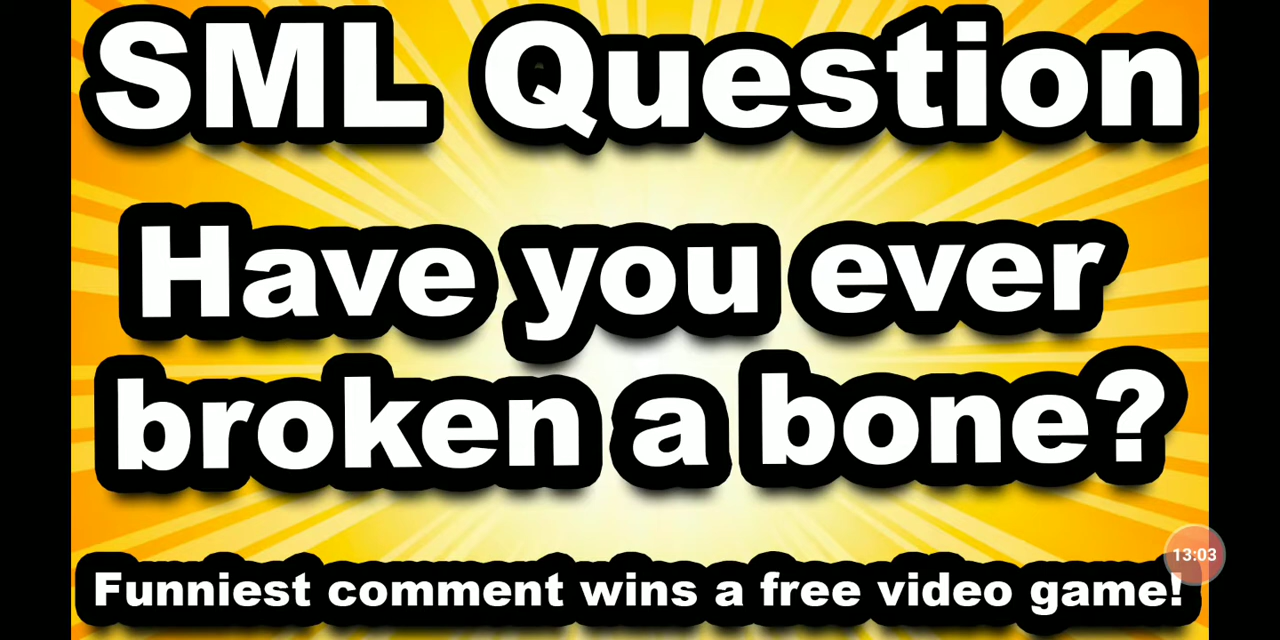 SML Question
Have you ever
broken a bone?
13:03
Funniest comment wins a free video game!